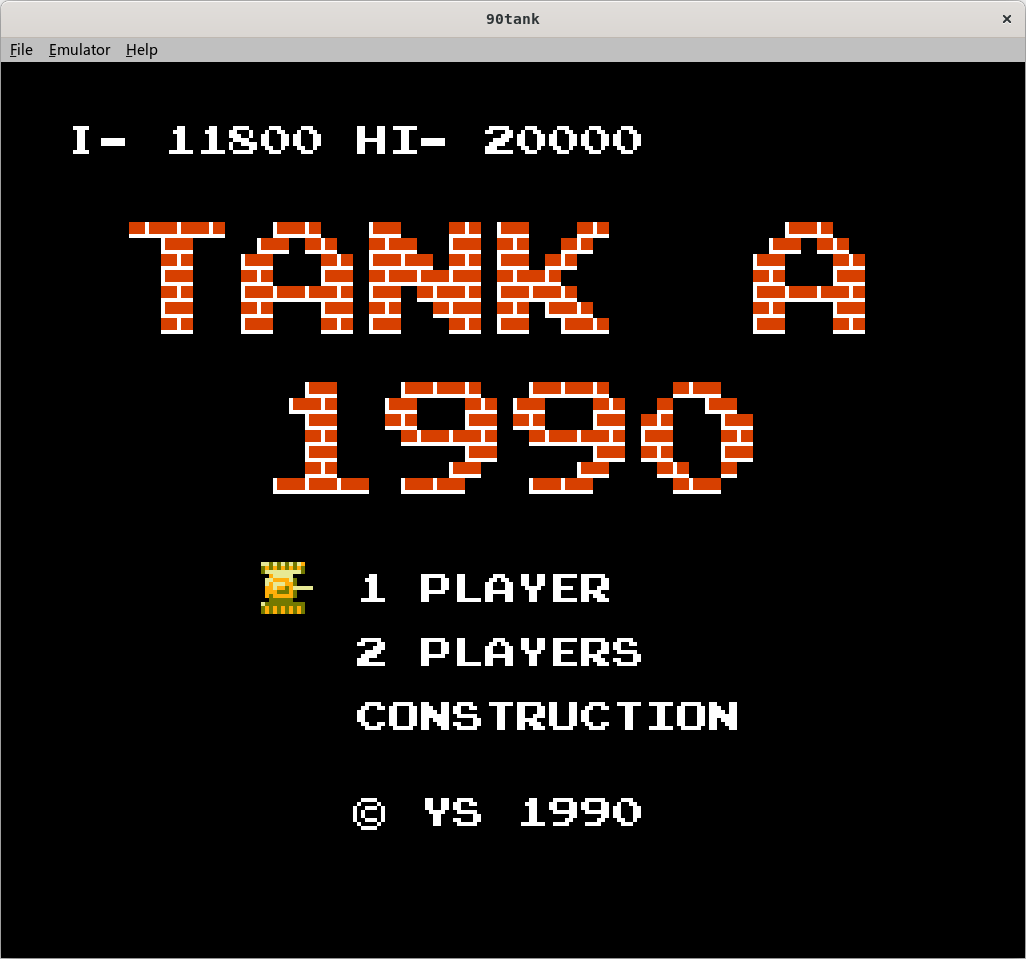 90tank
File Emulator Help
I- 11800 HI- 20000
TANK A
1990
1 PLAYER
2 PLAYERS
CONSTRUCTION
© YS 1990